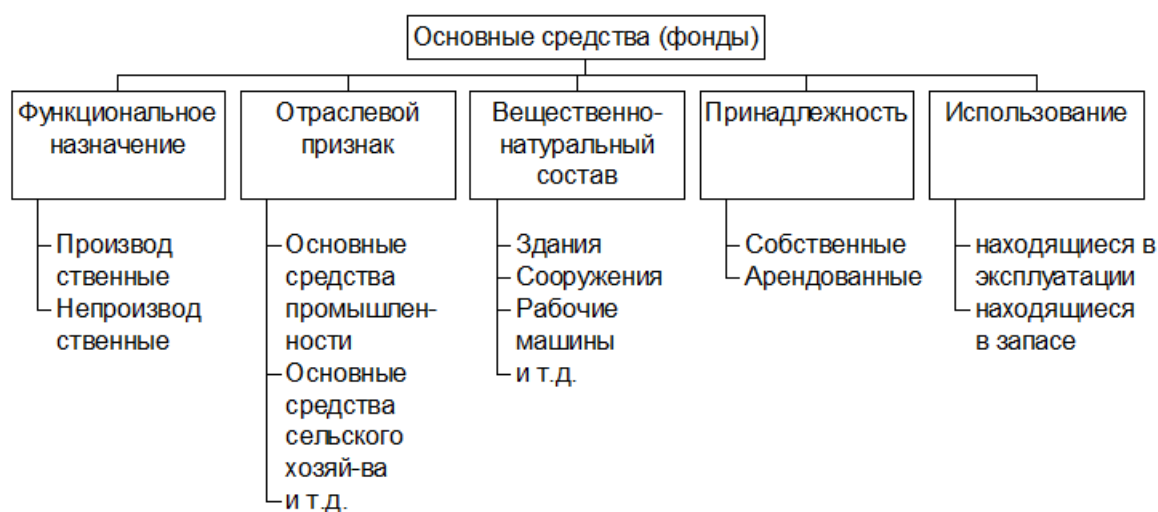 Основные средства (фонды)
Функциональное
назначение
Отраслевой
признак
Вещественно-
натуральный
состав
Принадлежность
Использование
Производ
ственные
Непроизвод
ственные
Основные
средства
промышлен-
ности
Основные
средства
сельского
хозяй-ва
и т.д.
Здания
Сооружения
Рабочие
машины
и т.д.
Собственные
Арендованные
находящиеся в
эксплуатации
находящиеся
в запасе